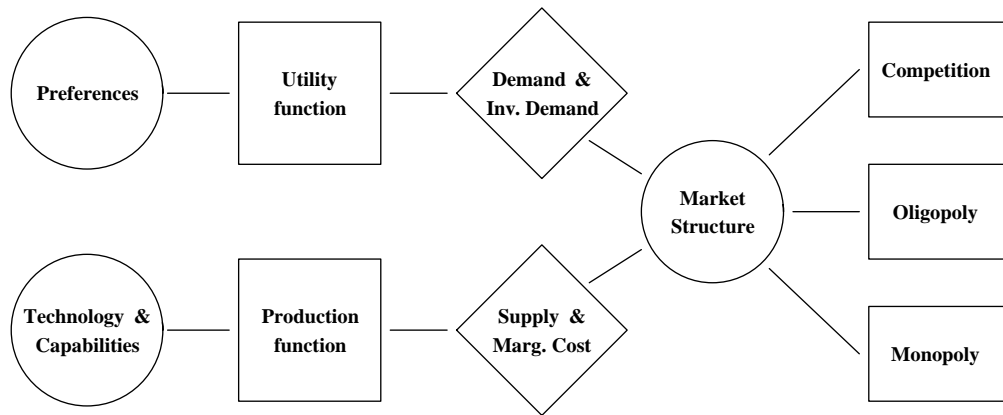 Preferences
Utility
function
Demand &
Inv. Demand
Competition
Market
Structure
Oligopoly
Technology &
Capabilities
Production
function
Supply &
Marg. Cost
Monopoly